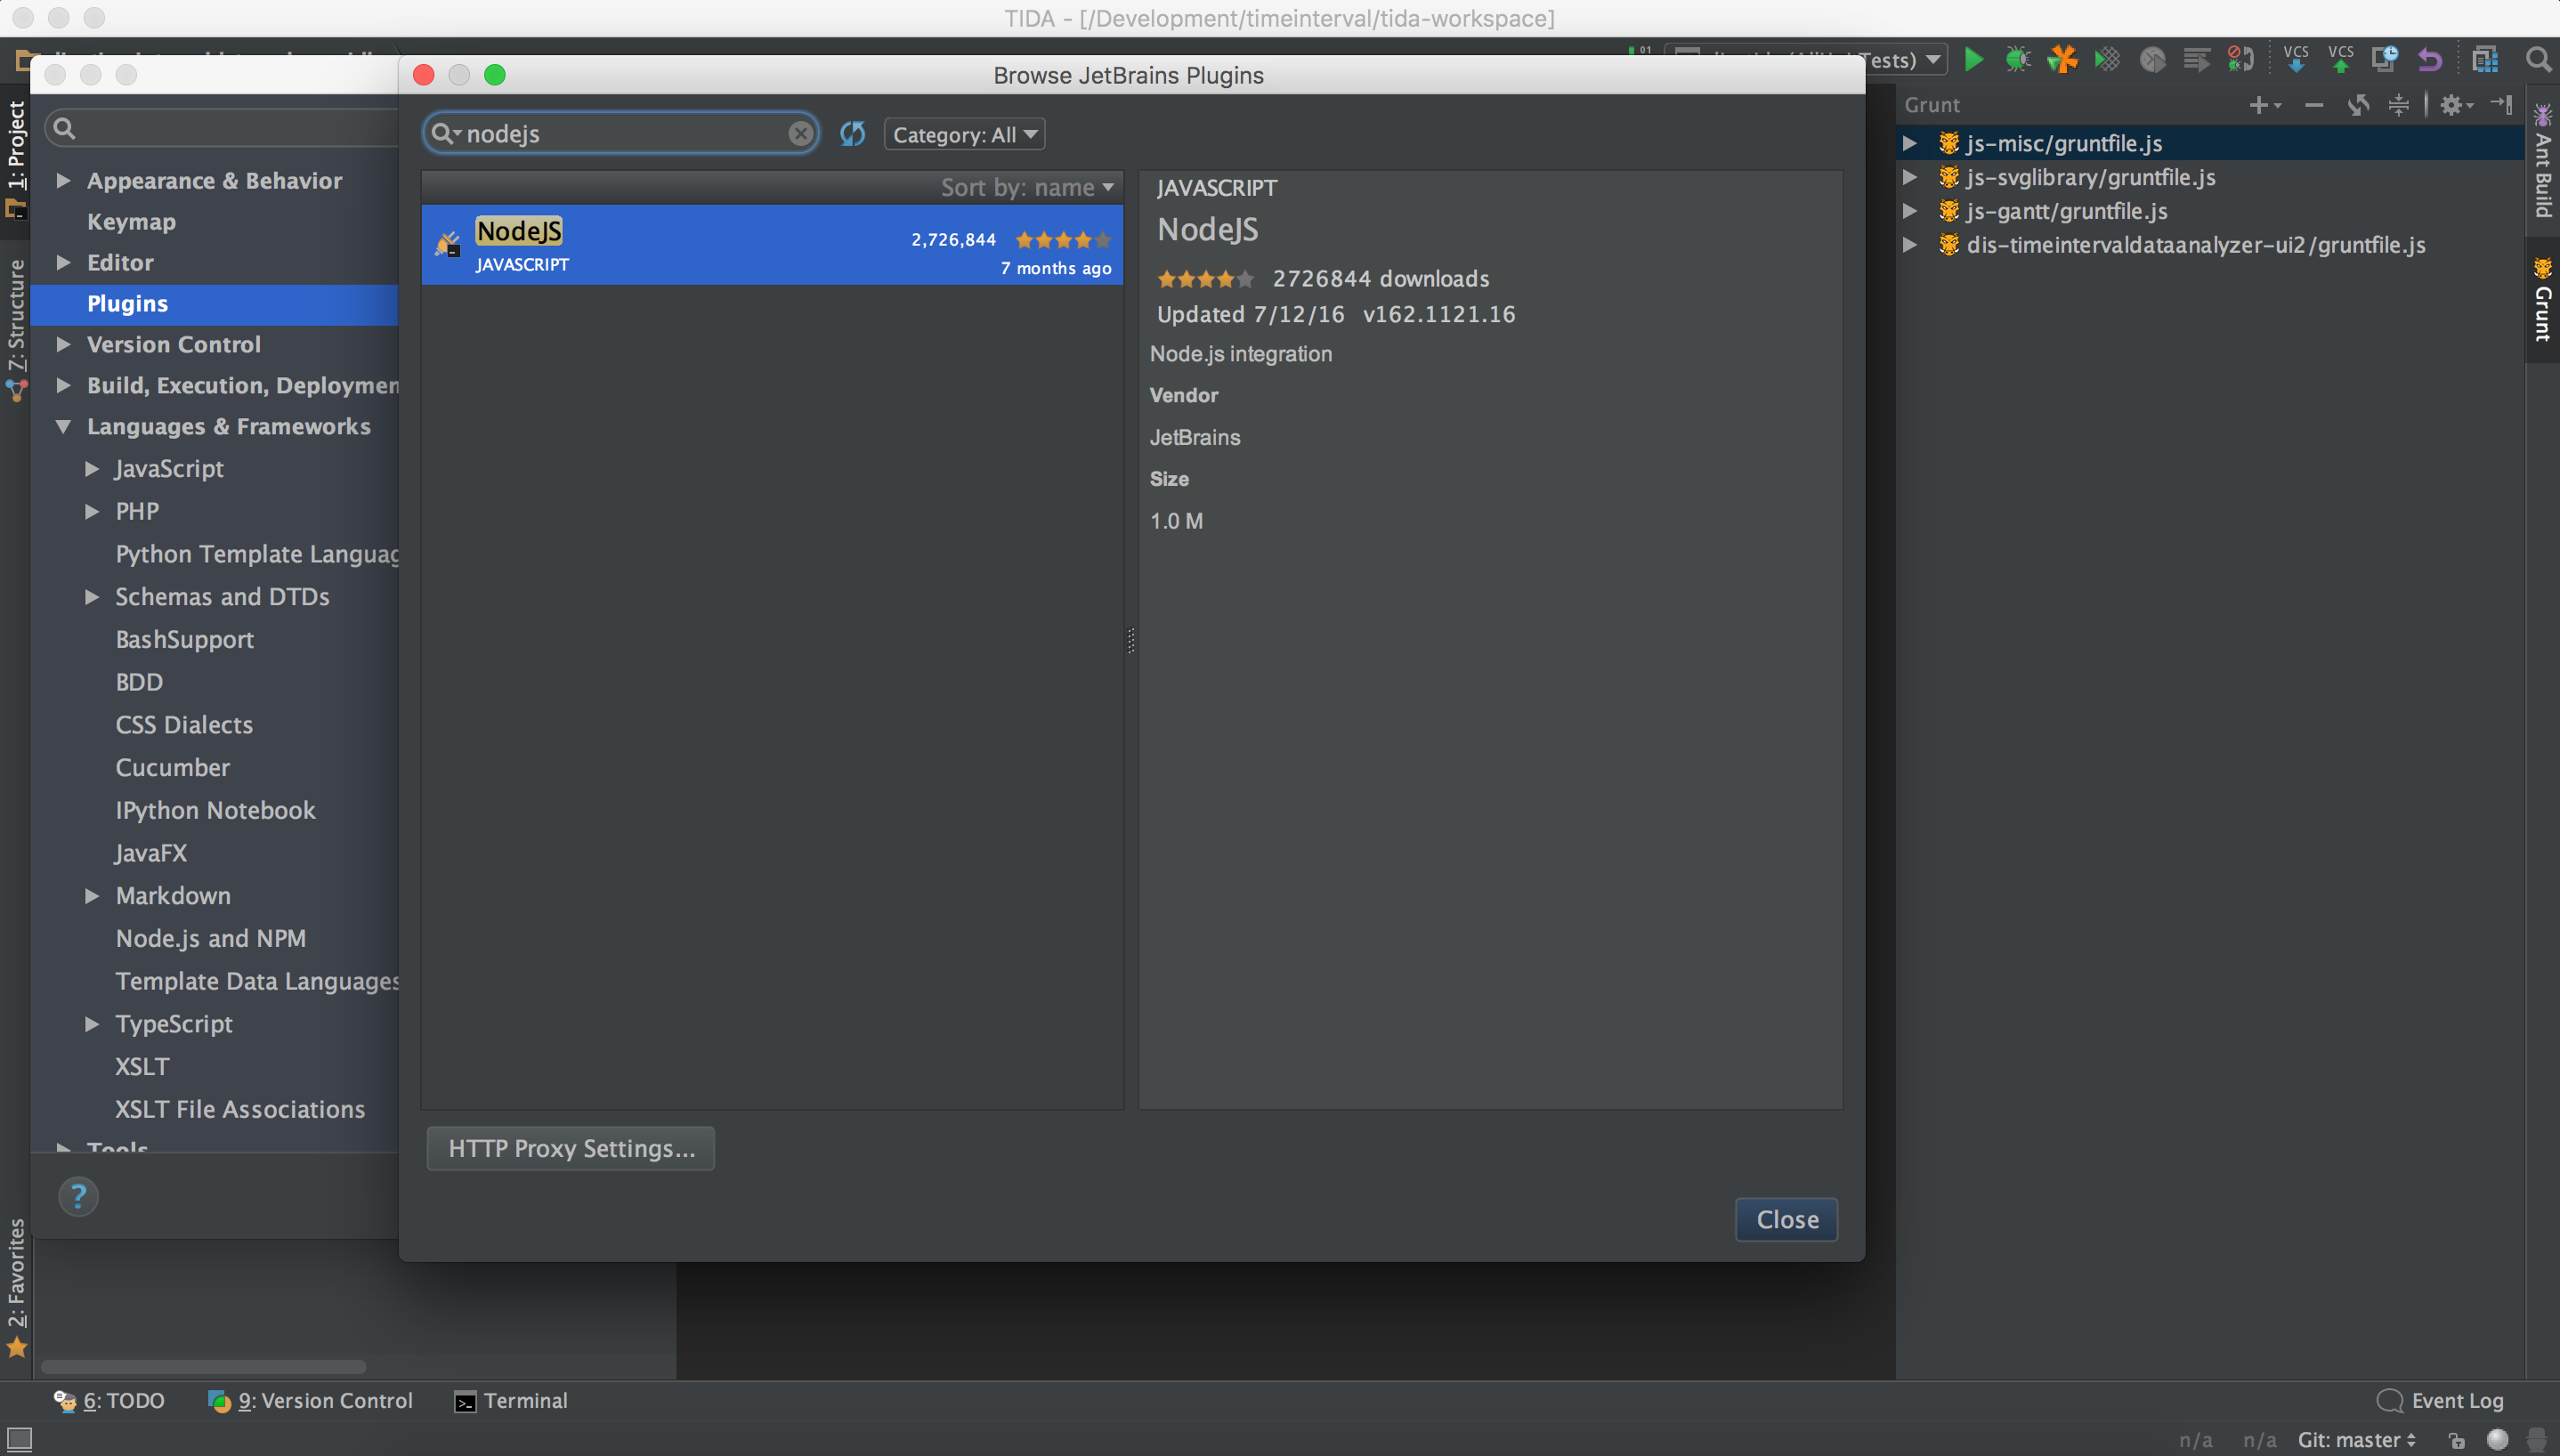 TIDA - [/Development/timeinterval/tida-workspace]
Tests)
VCS
VCS
Browse JetBrains Plugins
1: Project
Z: Structure
2: Favorites
Appearance & Behavior
Keymap
Editor
Plugins
Version Control
Build, Execution, Deploymen
Languages & Frameworks
JavaScript
PHP
Python Template Languag
Schemas and DTDs
BashSupport
BDD
CSS Dialects
Cucumber
IPython Notebook
JavaFX
Markdown
Node.js and NPM
Template Data Languages
TypeScript
XSLT
XSLT File Associations
Tools
?
nodejs
Category: All
Sort by: name
NodeJS
2,726,844
JAVASCRIPT
7 months ago
JAVASCRIPT
NodeJS
2726844 downloads
Updated 7/12/16 v162.1121.16
Node.js integration
Vendor
JetBrains
Size
1.0 M
HTTP Proxy Settings...
Close
Grunt
js-misc/gruntfile.js
js-svglibrary/gruntfile.js
js-gantt/gruntfile.js
dis-timeintervaldataanalyzer-ui2/gruntfile.js
Ant Build
Grunt
6: TODO
9: Version Control
Terminal
Event Log
n/a
n/a
Git: master